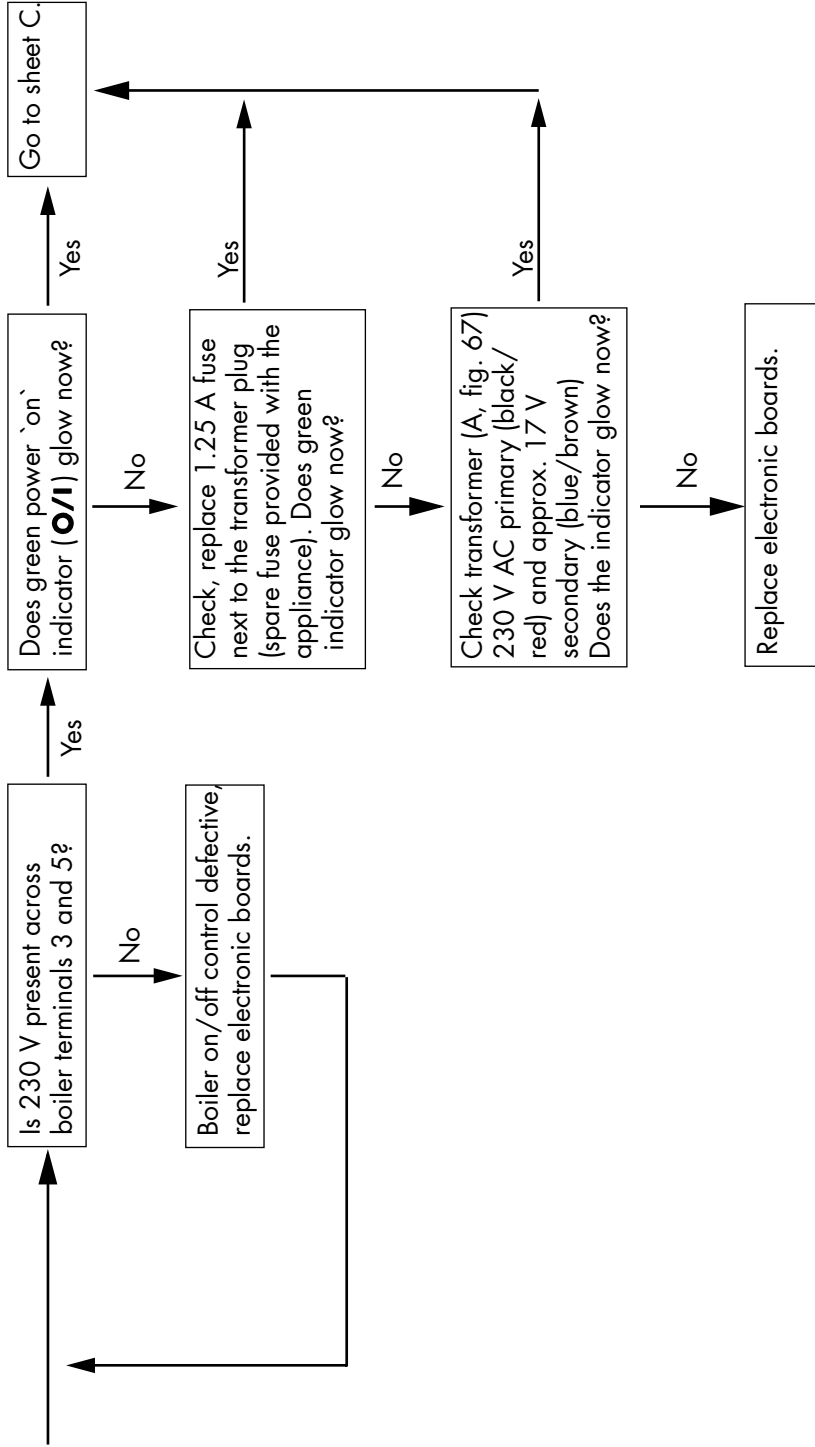 Is 230 V present across
boiler terminals 3 and 5?
Yes
No
Boiler on/off control defective,
replace electronic boards.
Does green power `on`
indicator (O/I) glow now?
Yes
No
Go to sheet C.
Check, replace 1.25 A fuse
next to the transformer plug
(spare fuse provided with the
appliance). Does green
indicator glow now?
Yes
No
Check transformer (A, fig. 67)
230 V AC primary (black/
red) and approx. 17 V
secondary (blue/brown)
Does the indicator glow now?
Yes
No
Replace electronic boards.